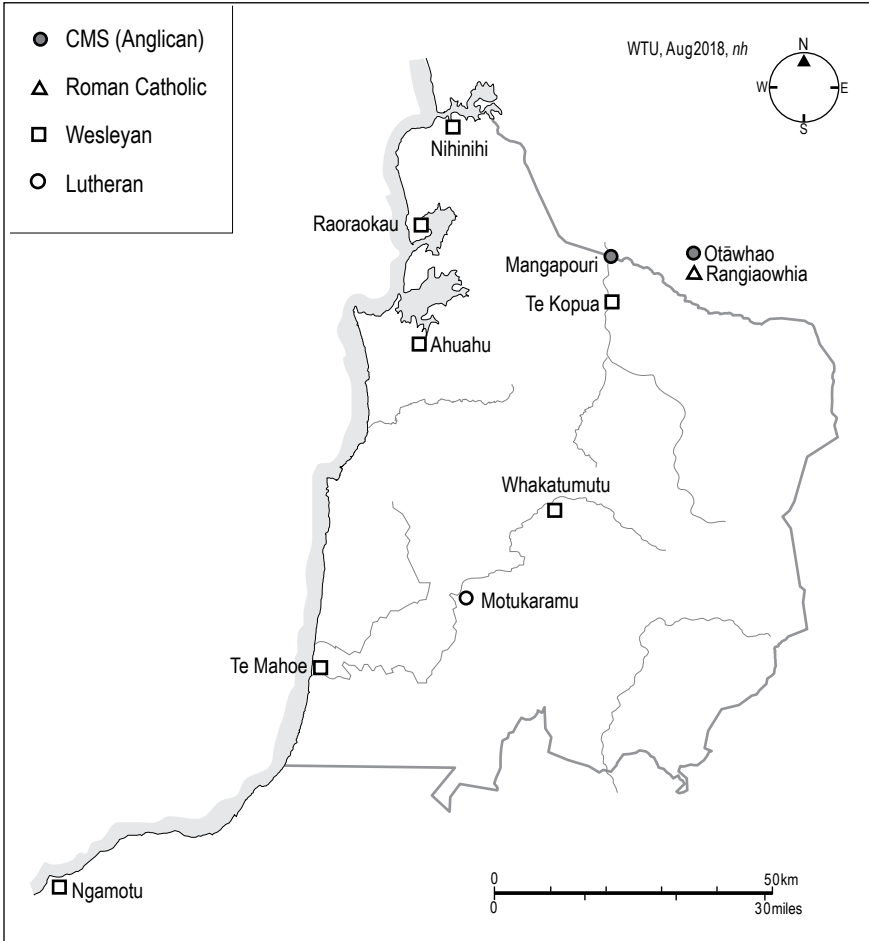 CMS (Anglican)
Roman Catholic
Wesleyan
Lutheran
WTU, Aug2018, nh
N
W
E
S
Nihinihi
Raoraokau
Mangapouri
Otāwhao
Rangiaowhia
Te Kopua
Ahuahu
Whakatumutu
Motukaramu
Te Mahoe
Ngamotu
0
50km
0
30miles